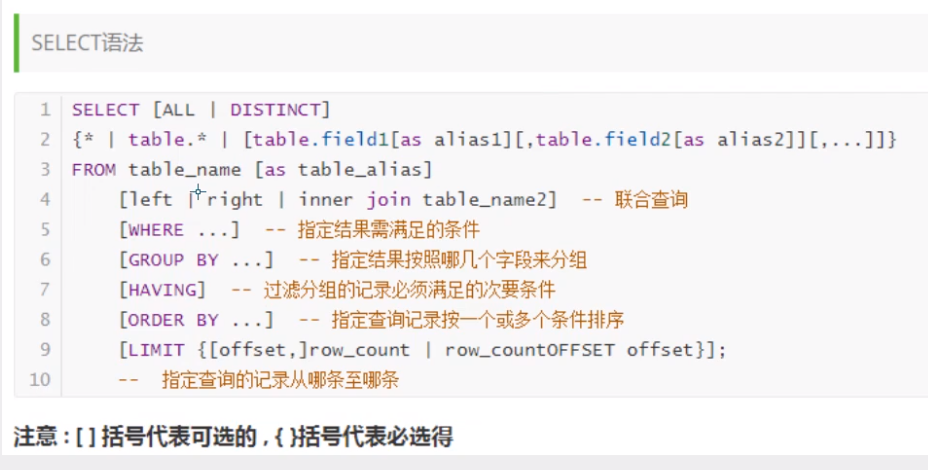 SELECT语法
1 SELECT [ALL | DISTINCT]
2 {* | table.* | [table.field1[as alias1][,table.field2[as alias2]][,...]]}
3 FROM table_name [as table_alias]
4 [left | right | inner join table_name2] -- 联合查询
5 [WHERE ...] -- 指定结果需满足的条件
6 [GROUP BY ...] -- 指定结果按照哪几个字段来分组
7 [HAVING] -- 过滤分组的记录必须满足的次要条件
8 [ORDER BY ...] -- 指定查询记录按一个或多个条件排序
9 [LIMIT {[offset,]row_count | row_countOFFSET offset}];
10 -- 指定查询的记录从哪条至哪条
注意 : [ ] 括号代表可选的 , { }括号代表必选得